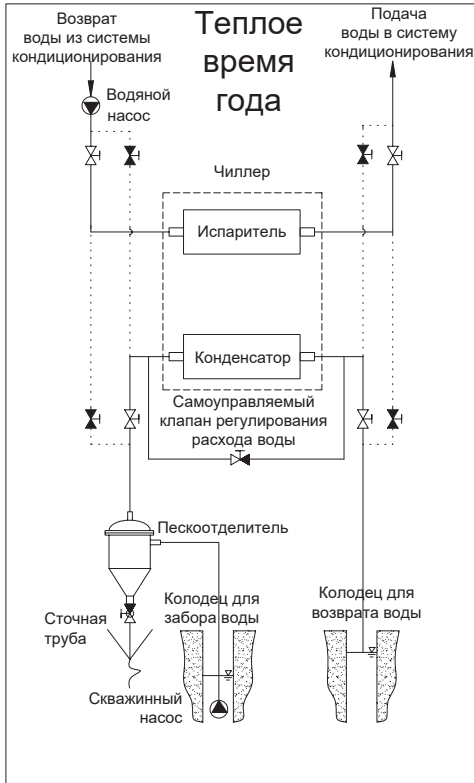 Возврат
воды из системы
кондиционирования
Теплое
время
года
Подача
воды в систему
кондиционирования
Водяной
насос
Чиллер
Испаритель
Конденсатор
Самоуправляемый
клапан регулирования
расхода воды
Пескоотделитель
Сточная
труба
Колодец для
забора воды
Колодец для
возврата воды
Скважинный
насос